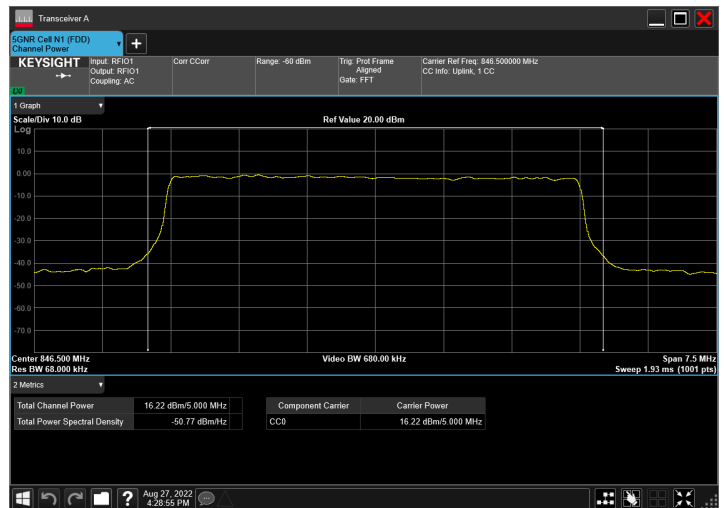 Transceiver A
5GNR Cell N1 (FDD)
Channel Power
KEYSIGHT
LXI
Input: RFIO1
Output: RFIO1
Coupling: AC
Corr CCorr
Range: -60 dBm
Trig: Prot Frame
Aligned
Gate: FFT
Carrier Ref Freq: 846.500000 MHz
CC Info: Uplink, 1 CC
1 Graph
Scale/Div 10.0 dB
Ref Value 20.00 dBm
Log
10.0
0.00
-10.0
-20.0
-30.0
-40.0
-50.0
-60.0
-70.0
Center 846.500 MHz
Video BW 680.00 kHz
Span 7.5 MHz
Res BW 68.000 kHz
Sweep 1.93 ms (1001 pts)
2 Metrics
Total Channel Power 16.22 dBm/5.000 MHz
Total Power Spectral Density -50.77 dBm/Hz
Component Carrier Carrier Power
CC0 16.22 dBm/5.000 MHz
Aug 27, 2022
4:28:55 PM